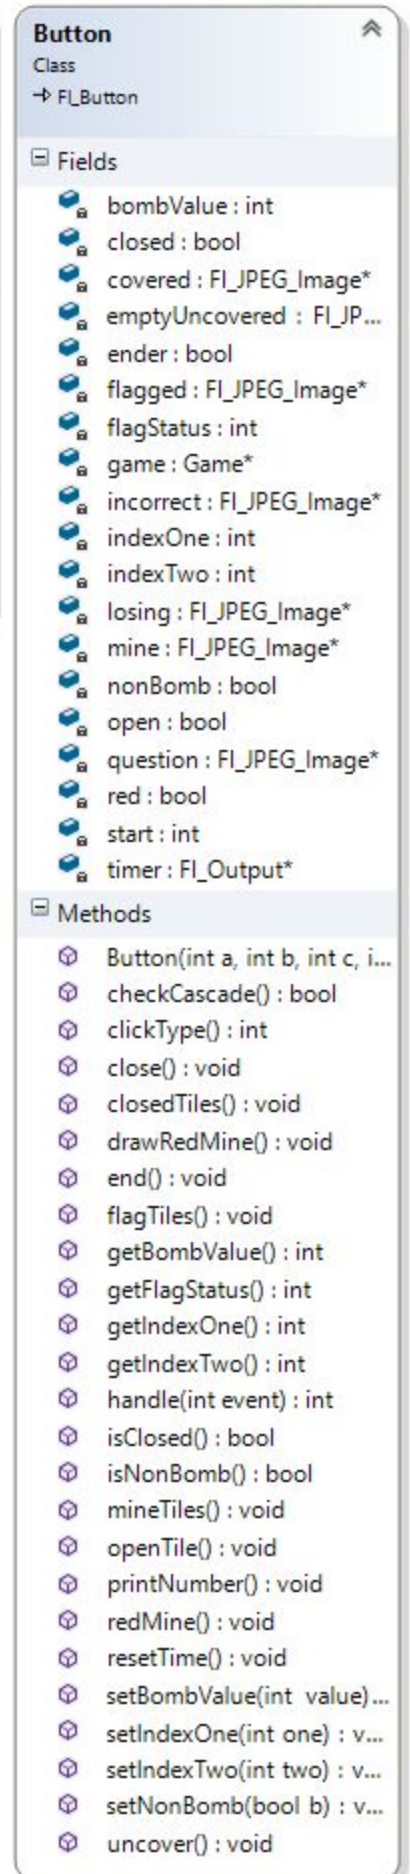 Button
Class
Fl_Button
Fields
bombValue : int
closed : bool
covered : Fl_JPEG_Image*
emptyUncovered : Fl_JP...
ender : bool
flagged : Fl_JPEG_Image*
flagStatus : int
game : Game*
incorrect : Fl_JPEG_Image*
indexOne : int
indexTwo : int
losing : Fl_JPEG_Image*
mine : Fl_JPEG_Image*
nonBomb : bool
open : bool
question : Fl_JPEG_Image*
red : bool
start : int
timer : Fl_Output*
Methods
Button(int a, int b, int c, i...
checkCascade() : bool
clickType() : int
close() : void
closedTiles() : void
drawRedMine() : void
end() : void
flagTiles() : void
getBombValue() : int
getFlagStatus() : int
getIndexOne() : int
getIndexTwo() : int
handle(int event) : int
isClosed() : bool
isNonBomb() : bool
mineTiles() : void
openTile() : void
printNumber() : void
redMine() : void
resetTime() : void
setBombValue(int value) ...
setIndexOne(int one) : v...
setIndexTwo(int two) : v...
setNonBomb(bool b) : v...
uncover() : void